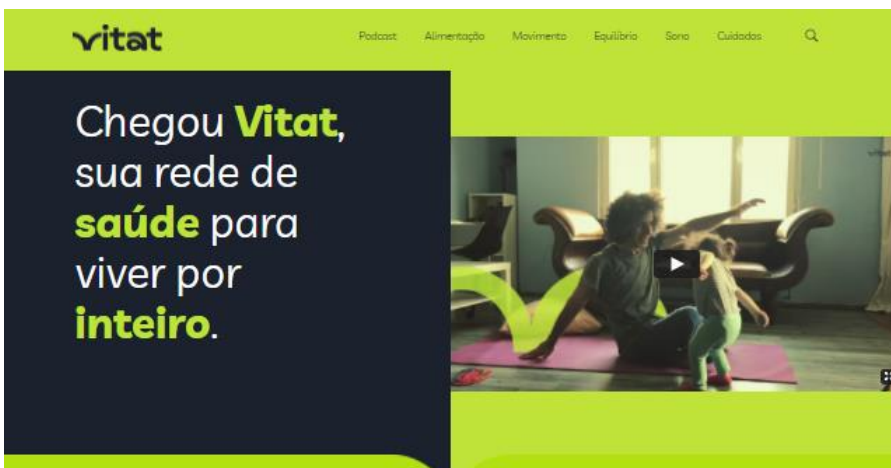 vitat
Podcast
Alimentação
Movimento
Equilíbrio
Sono
Cuidados
Chegou Vitat,
sua rede de
saúde para
viver por
inteiro.